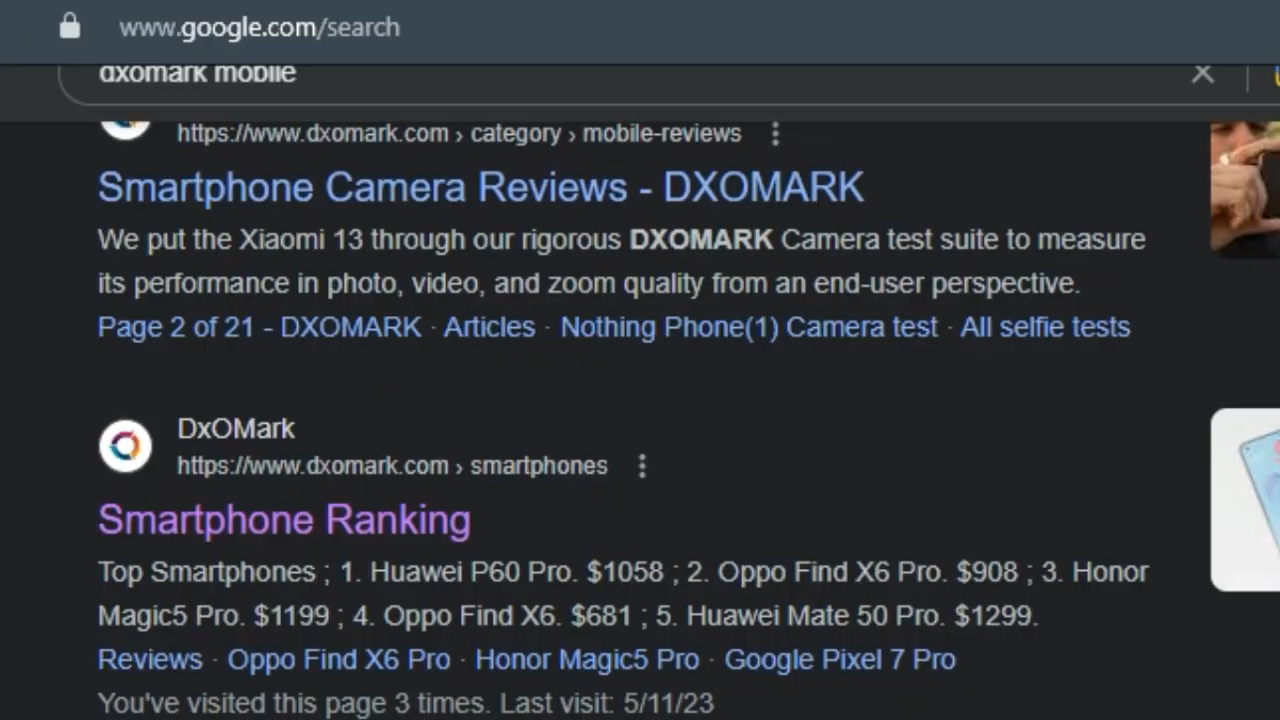 www.google.com/search
dxomark mobile
https://www.dxomark.com › category › mobile-reviews
Smartphone Camera Reviews - DXOMARK
We put the Xiaomi 13 through our rigorous DXOMARK Camera test suite to measure
its performance in photo, video, and zoom quality from an end-user perspective.
Page 2 of 21 - DXOMARK · Articles · Nothing Phone(1) Camera test · All selfie tests
DxOMark
https://www.dxomark.com › smartphones
Smartphone Ranking
Top Smartphones ; 1. Huawei P60 Pro. $1058 ; 2. Oppo Find X6 Pro. $908 ; 3. Honor
Magic5 Pro. $1199 ; 4. Oppo Find X6. $681 ; 5. Huawei Mate 50 Pro. $1299.
Reviews · Oppo Find X6 Pro · Honor Magic5 Pro · Google Pixel 7 Pro
You've visited this page 3 times. Last visit: 5/11/23